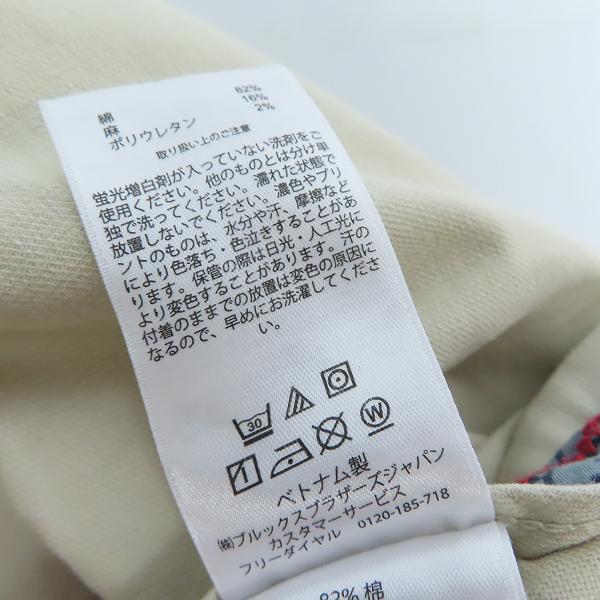 綿 82%
麻 16%
ポリウレタン 2%
取り扱い上のご注意
蛍光増白剤が入っていない洗剤をご
使用ください。他のものとは分け単
独で洗ってください。濡れた状態で
放置しないでください。濃色やプリ
ントのものは、水分や汗、摩擦など
により色落ち・色泣きすることがあ
ります。保管の際は日光・人工光に
より変色することがあります。汗の
付着のままでの放置は変色の原因に
なるので、早めにお洗濯してくださ
い。
30
W
1
ベトナム製
㈱ブルックスブラザーズジャパン
カスタマーサービス
フリーダイヤル 0120-185-718
82% 棉